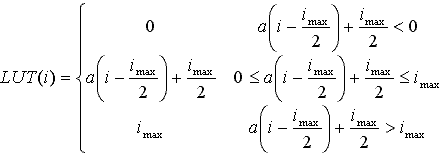 LUT(i) = { 0    a(i − i_max/2) + i_max/2 < 0
a(i − i_max/2) + i_max/2    0 ≤ a(i − i_max/2) + i_max/2 ≤ i_max
i_max    a(i − i_max/2) + i_max/2 > i_max